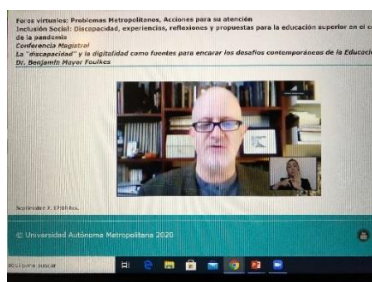 Foros virtuales: Problemas Metropolitanos, Acciones para su atención
Inclusión Social: Discapacidad, experiencias, reflexiones y propuestas para la educación superior en el
de la pandemia
Conferencia Magistral
La "discapacidad" y la digitalidad como fuentes para encarar los desafíos contemporáneos de la Educaci
Dr. Benjamín Mayer Foulkes
Septiembre
© Universidad Autónoma Metropolitana 2020